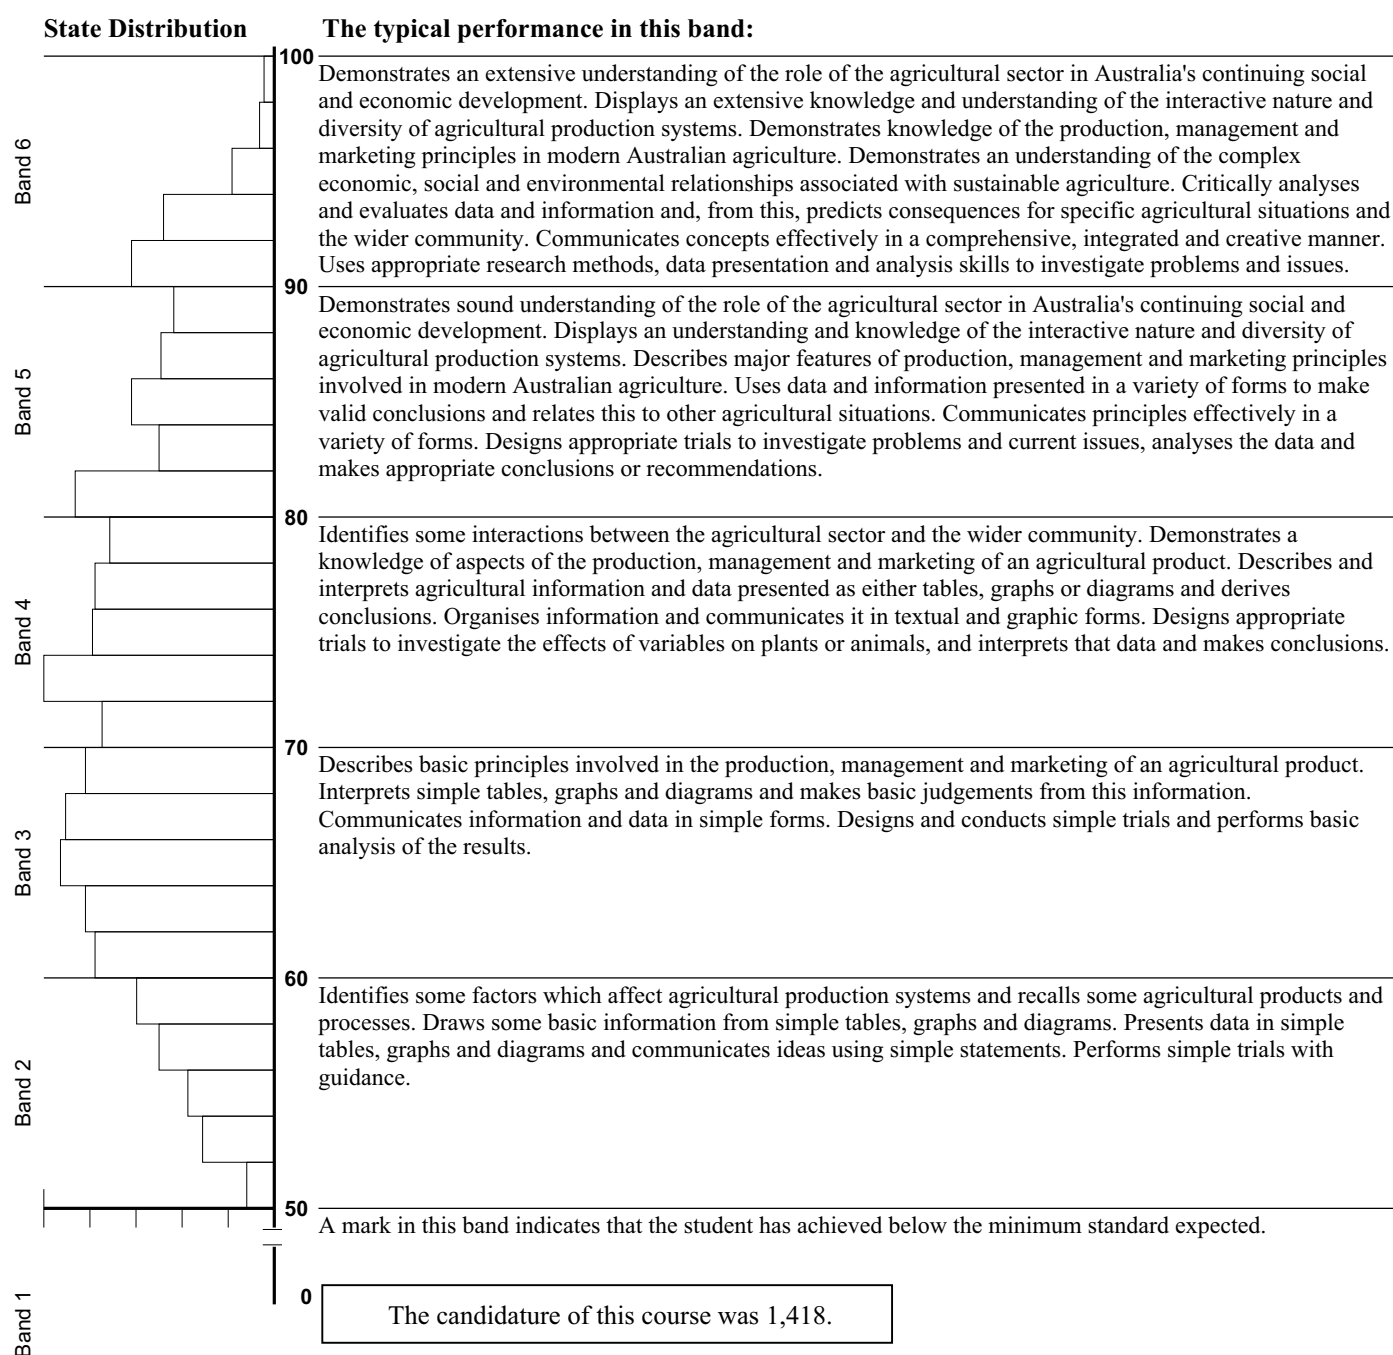 State Distribution
The typical performance in this band:
100
Band 6
Demonstrates an extensive understanding of the role of the agricultural sector in Australia's continuing social
and economic development. Displays an extensive knowledge and understanding of the interactive nature and
diversity of agricultural production systems. Demonstrates knowledge of the production, management and
marketing principles in modern Australian agriculture. Demonstrates an understanding of the complex
economic, social and environmental relationships associated with sustainable agriculture. Critically analyses
and evaluates data and information and, from this, predicts consequences for specific agricultural situations and
the wider community. Communicates concepts effectively in a comprehensive, integrated and creative manner.
Uses appropriate research methods, data presentation and analysis skills to investigate problems and issues.
90
Band 5
Demonstrates sound understanding of the role of the agricultural sector in Australia's continuing social and
economic development. Displays an understanding and knowledge of the interactive nature and diversity of
agricultural production systems. Describes major features of production, management and marketing principles
involved in modern Australian agriculture. Uses data and information presented in a variety of forms to make
valid conclusions and relates this to other agricultural situations. Communicates principles effectively in a
variety of forms. Designs appropriate trials to investigate problems and current issues, analyses the data and
makes appropriate conclusions or recommendations.
80
Band 4
Identifies some interactions between the agricultural sector and the wider community. Demonstrates a
knowledge of aspects of the production, management and marketing of an agricultural product. Describes and
interprets agricultural information and data presented as either tables, graphs or diagrams and derives
conclusions. Organises information and communicates it in textual and graphic forms. Designs appropriate
trials to investigate the effects of variables on plants or animals, and interprets that data and makes conclusions.
70
Band 3
Describes basic principles involved in the production, management and marketing of an agricultural product.
Interprets simple tables, graphs and diagrams and makes basic judgements from this information.
Communicates information and data in simple forms. Designs and conducts simple trials and performs basic
analysis of the results.
60
Band 2
Identifies some factors which affect agricultural production systems and recalls some agricultural products and
processes. Draws some basic information from simple tables, graphs and diagrams. Presents data in simple
tables, graphs and diagrams and communicates ideas using simple statements. Performs simple trials with
guidance.
50
A mark in this band indicates that the student has achieved below the minimum standard expected.
Band 1
0
The candidature of this course was 1,418.